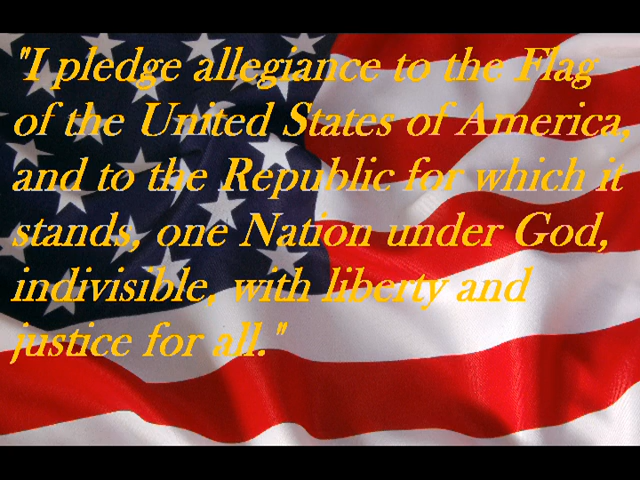 "I pledge allegiance to the Flag
of the United States of America,
and to the Republic for which it
stands, one Nation under God,
indivisible, with liberty and
justice for all."